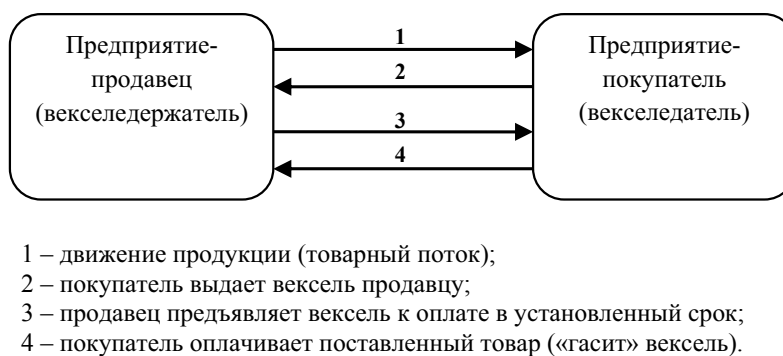 Предприятие-
продавец
(векселедержатель)
1
2
3
4
Предприятие-
покупатель
(векселедатель)
1 – движение продукции (товарный поток);
2 – покупатель выдает вексель продавцу;
3 – продавец предъявляет вексель к оплате в установленный срок;
4 – покупатель оплачивает поставленный товар («гасит» вексель).